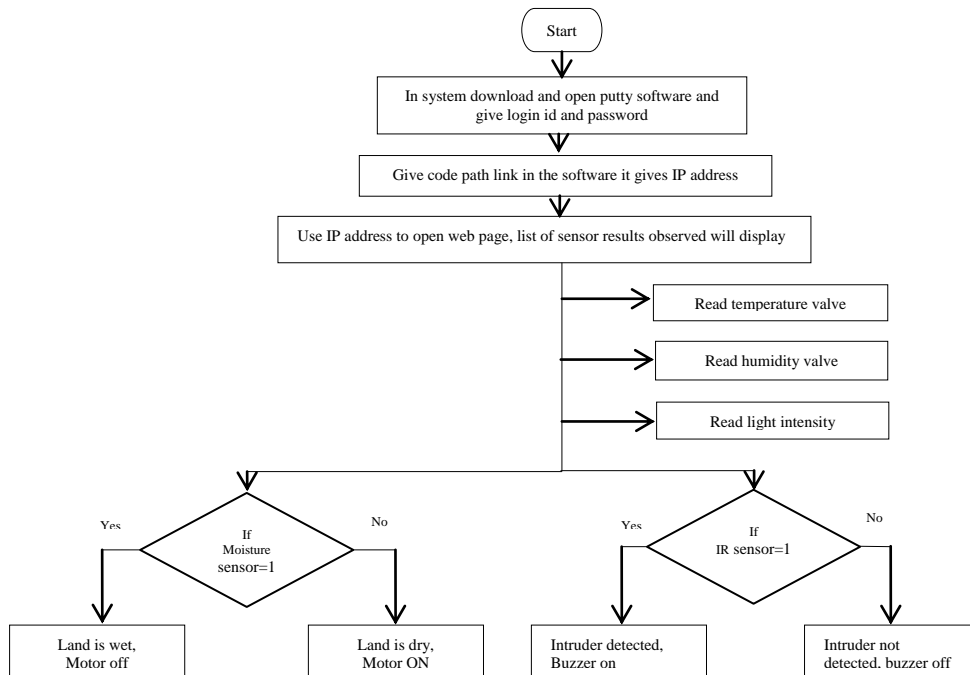 Start
In system download and open putty software and
give login id and password
Give code path link in the software it gives IP address
Use IP address to open web page, list of sensor results observed will display
Read temperature valve
Read humidity valve
Read light intensity
Yes
If
Moisture
sensor=1
No
Yes
If
IR sensor=1
No
Land is wet,
Motor off
Land is dry,
Motor ON
Intruder detected,
Buzzer on
Intruder not
detected, buzzer off